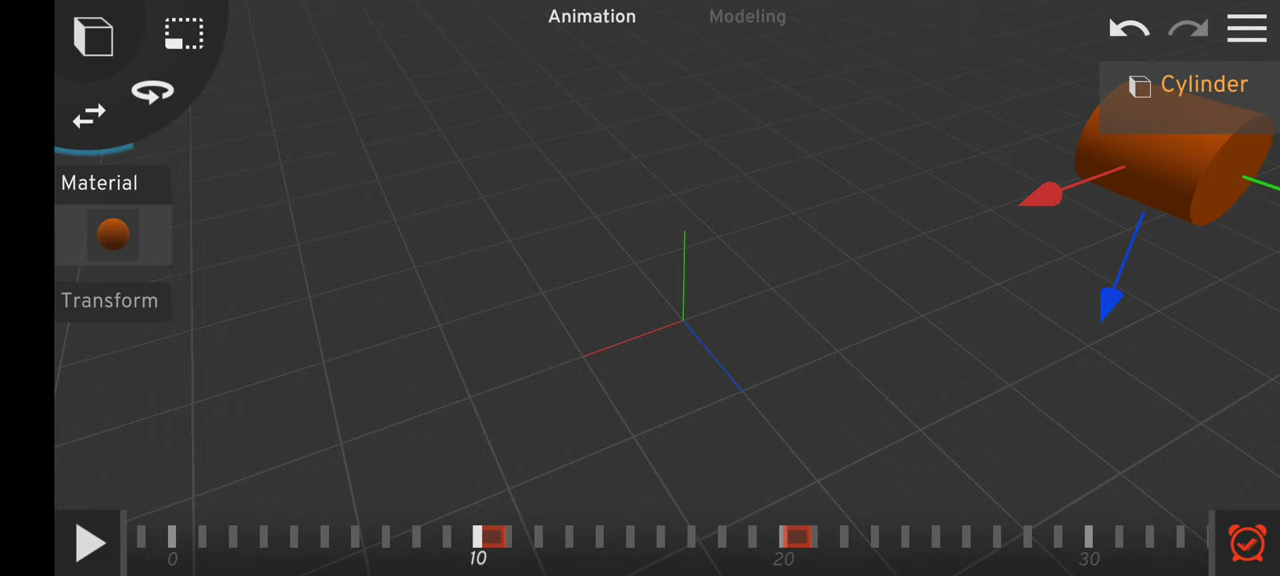 Animation
Modeling
Cylinder
Material
Transform
0
10
20
30